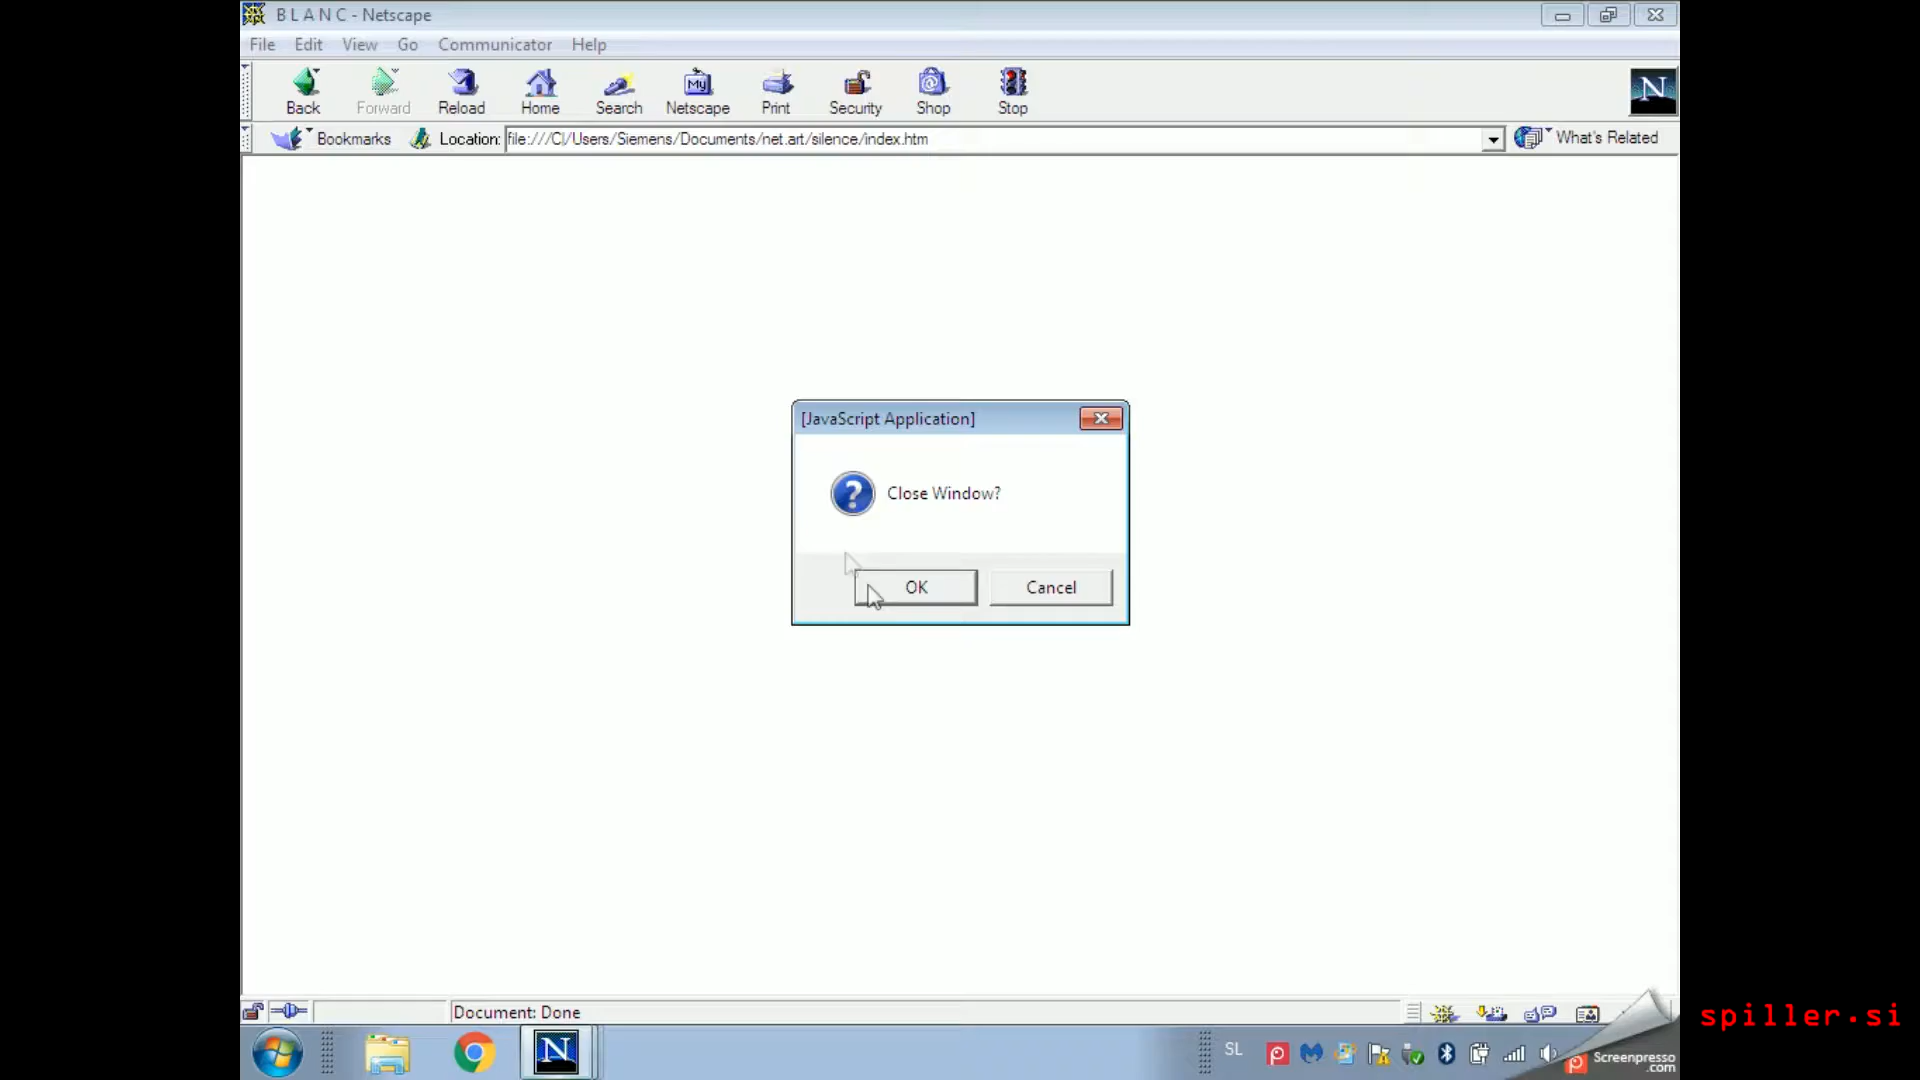 B L A N C - Netscape
File Edit View Go Communicator Help
Back Forward Reload Home Search Netscape Print Security Shop Stop
My
N
Bookmarks Location: file:///C|/Users/Siemens/Documents/net.art/silence/index.htm What's Related
[JavaScript Application]
? Close Window?
OK Cancel
Document: Done
spiller.si
N
SL
Screenpresso
.com